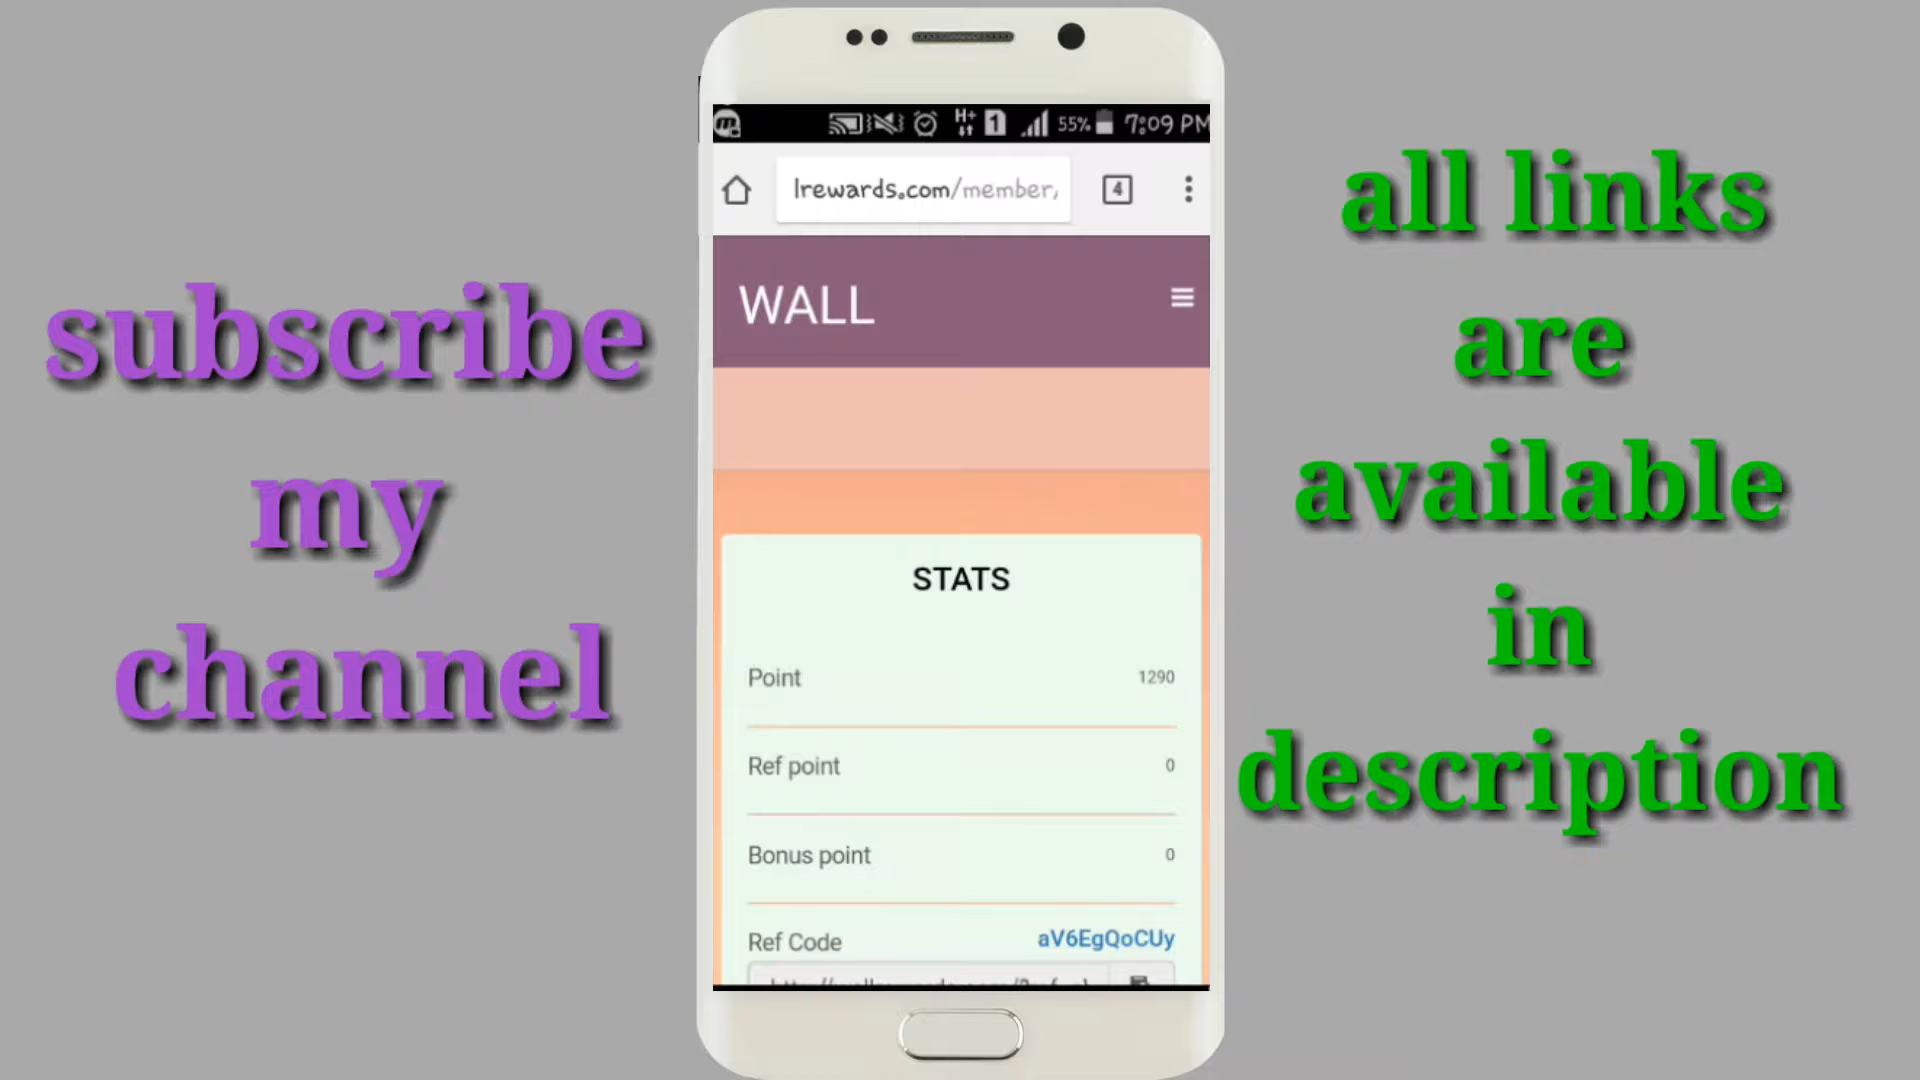 subscribe
my
channel
H+ 1 55% 7:09 PM
lrewards.com/member/
4
WALL
STATS
Point 1290
Ref point 0
Bonus point 0
Ref Code aV6EgQoCUy
all links
are
available
in
description